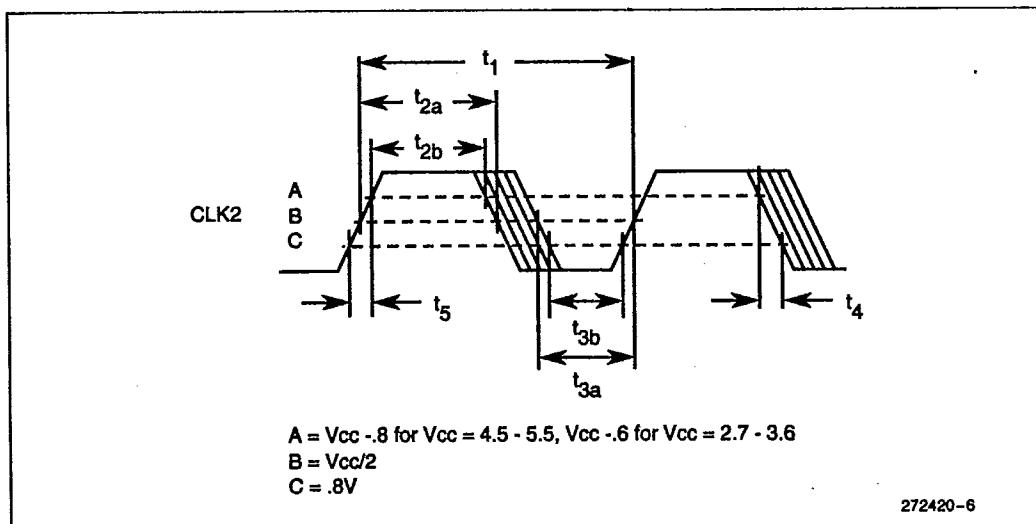 t1
t2a
t2b
A
CLK2 B
C
t5
t4
t3b
t3a
A = Vcc -.8 for Vcc = 4.5 - 5.5, Vcc -.6 for Vcc = 2.7 - 3.6
B = Vcc/2
C = .8V
272420-6